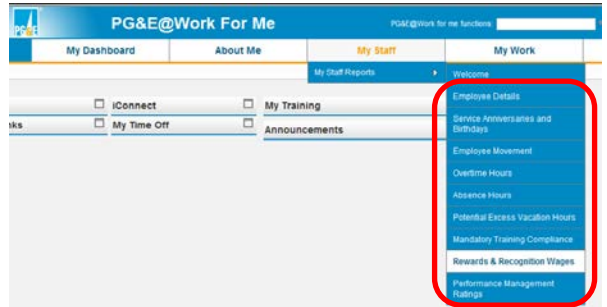 PG&E
PG&E@Work For Me
PG&E@Work for me functions:
My Dashboard
About Me
My Staff
My Work
My Staff Reports
Welcome
Employee Details
Service Anniversaries and
Birthdays
Employee Movement
Overtime Hours
Absence Hours
Potential Excess Vacation Hours
Mandatory Training Compliance
Rewards & Recognition Wages
Performance Management
Ratings
iConnect
My Training
nks
My Time Off
Announcements